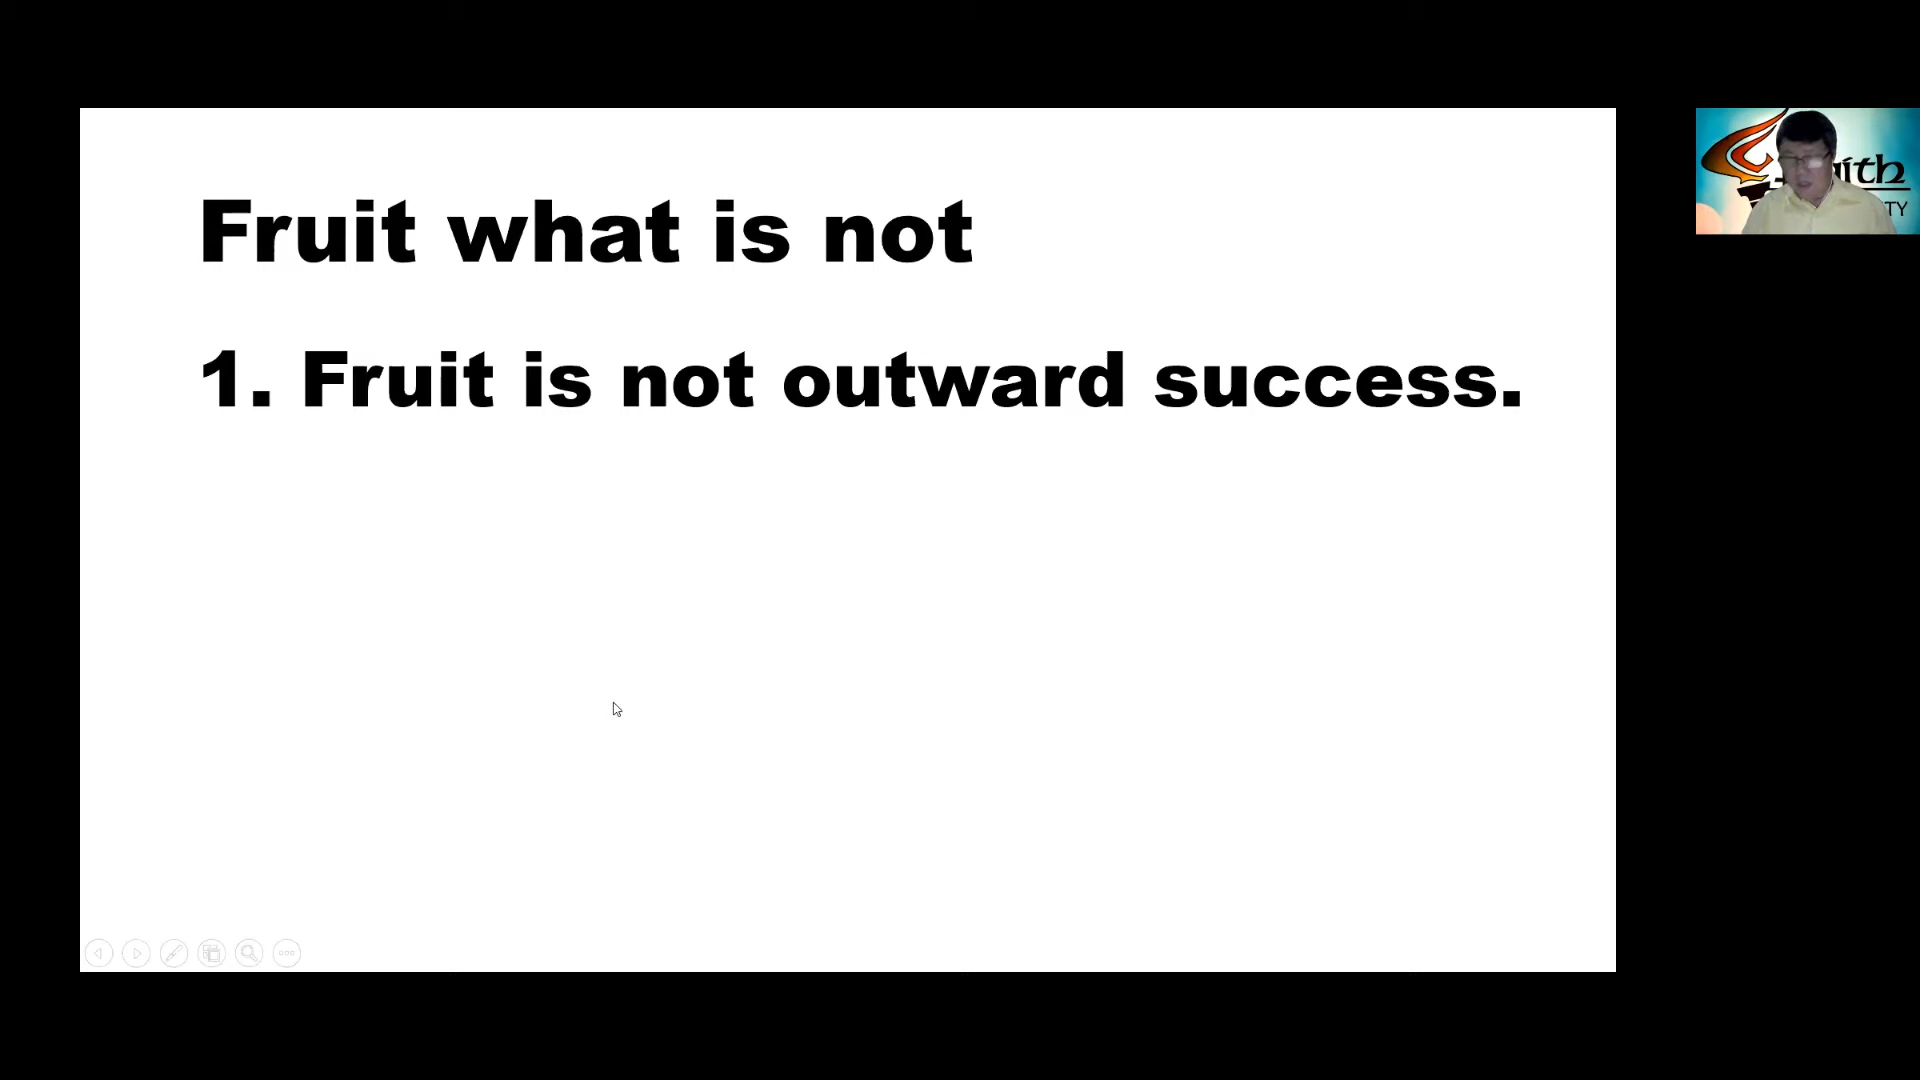 Fruit what is not
1. Fruit is not outward success.